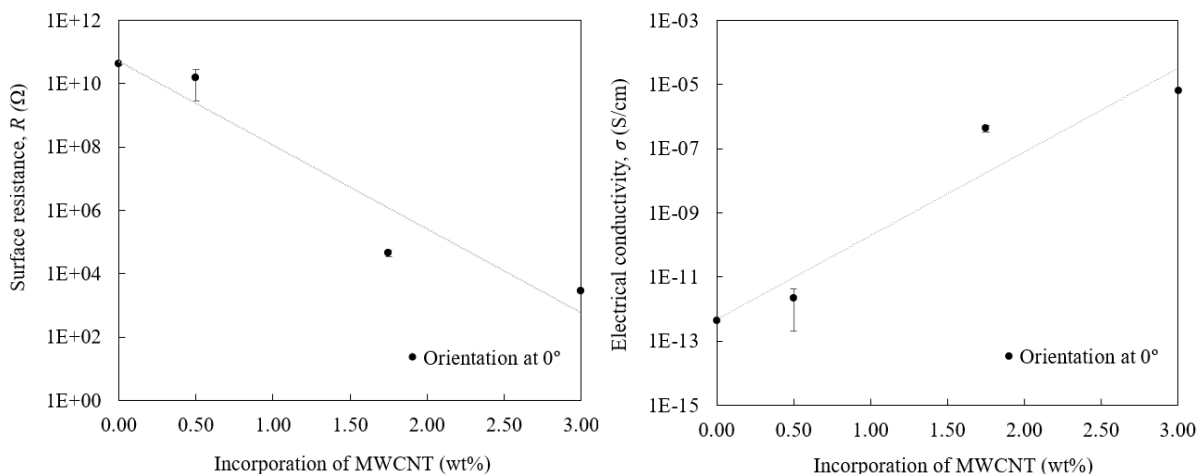 1E+12
1E+10
1E+08
1E+06
1E+04
1E+02
1E+00
Surface resistance, R (Ω)
0.00 0.50 1.00 1.50 2.00 2.50 3.00
Incorporation of MWCNT (wt%)
Orientation at 0°
1E-03
1E-05
1E-07
1E-09
1E-11
1E-13
1E-15
Electrical conductivity, σ (S/cm)
0.00 0.50 1.00 1.50 2.00 2.50 3.00
Incorporation of MWCNT (wt%)
Orientation at 0°